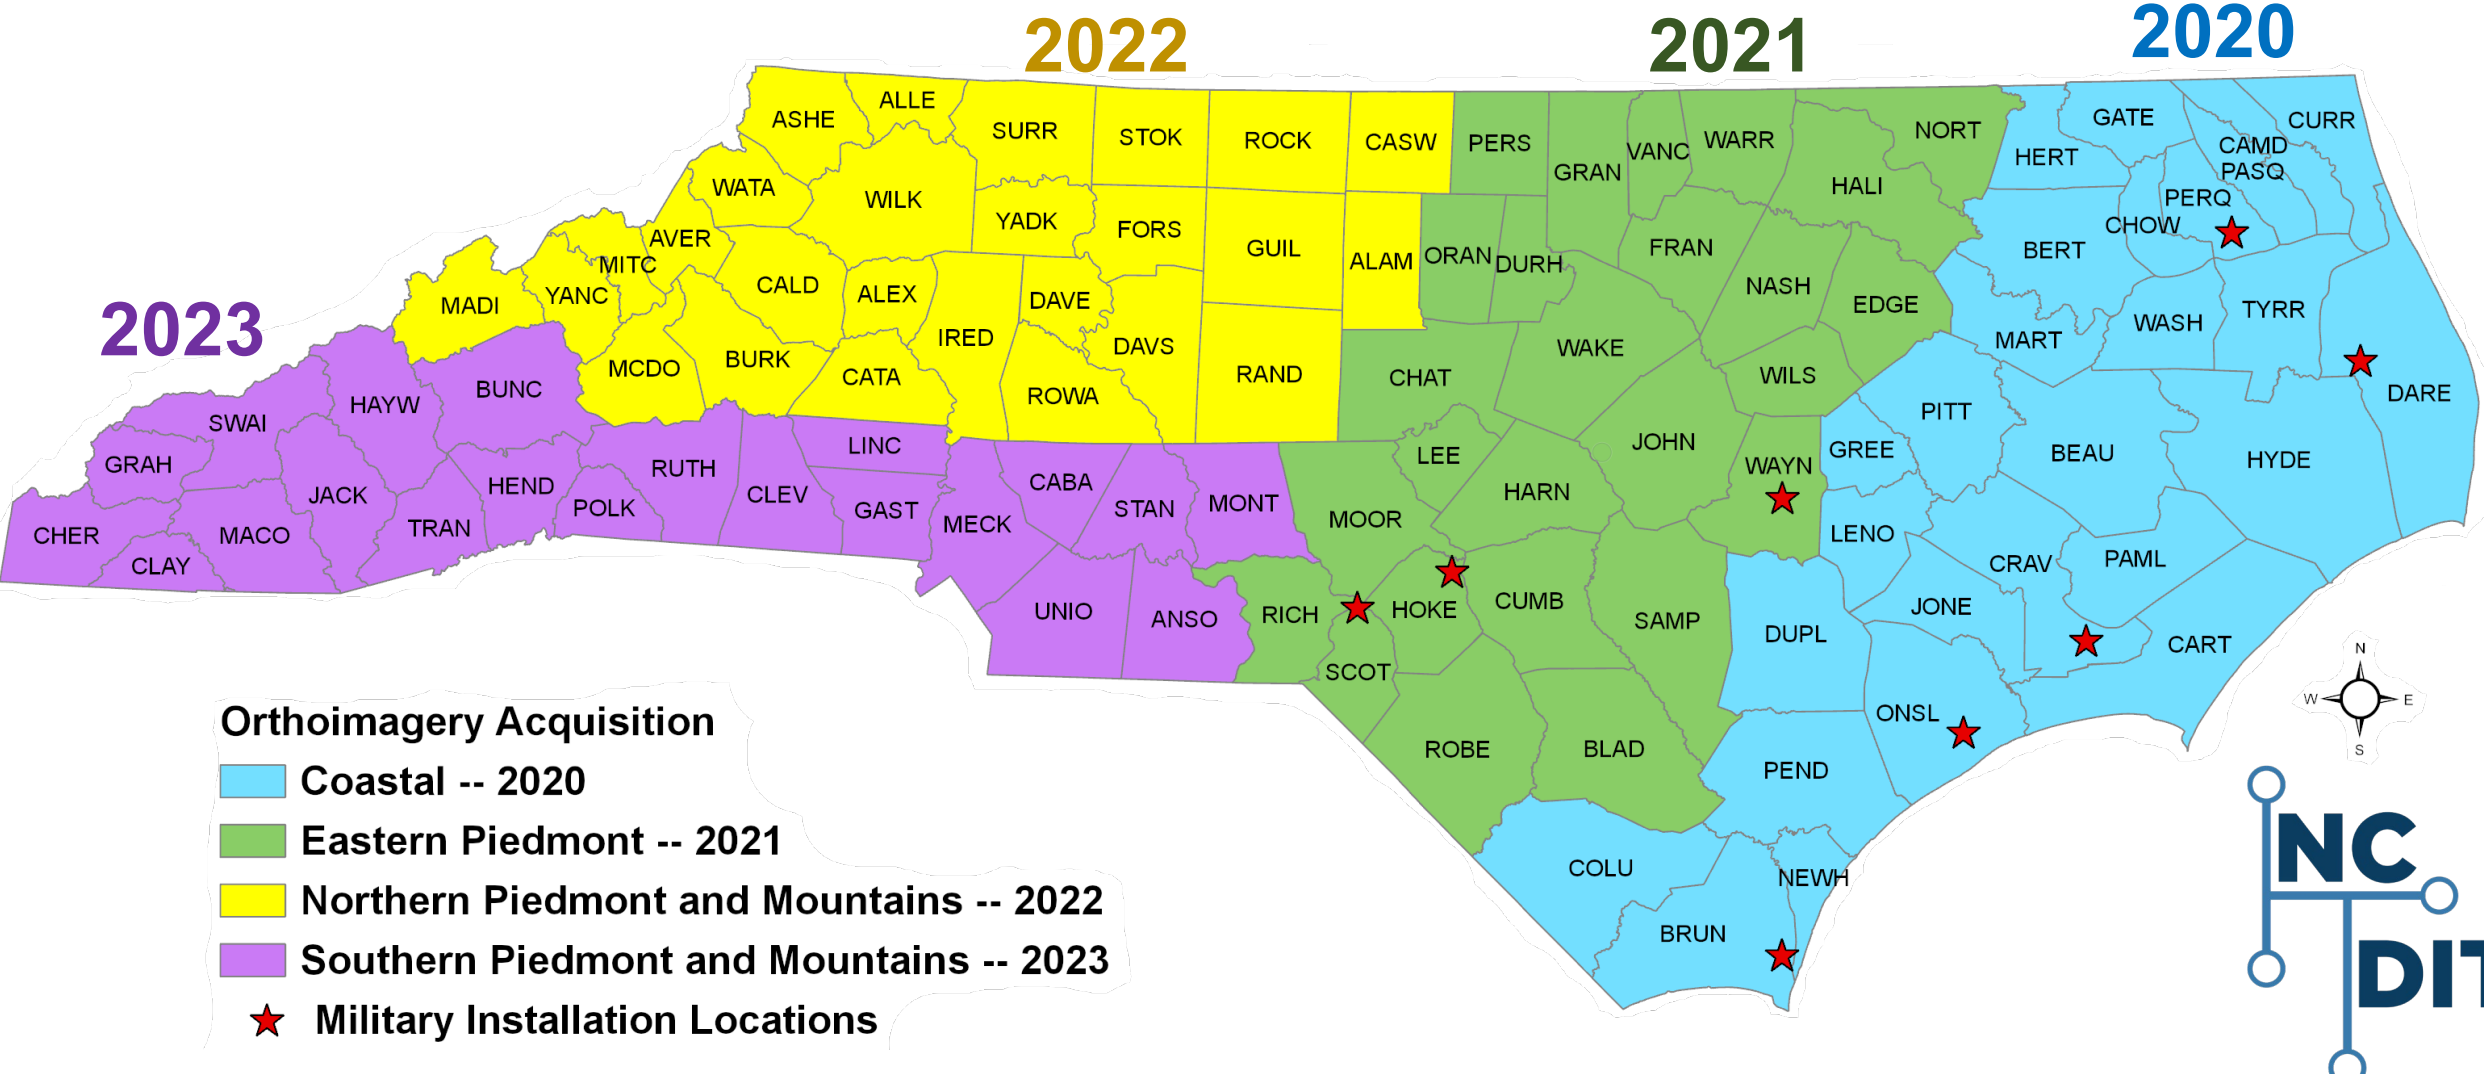 2022
2021
2020
2023
ASHE
ALLE
SURR
STOK
ROCK
CASW
PERS
GRAN
VANC
WARR
HALI
NORT
HERT
GATE
CAMD
PASQ
CURR
PERQ
CHOW
WATA
WILK
YADK
FORS
GUIL
ALAM
ORAN
DURH
FRAN
NASH
EDGE
BERT
MART
WASH
TYRR
DARE
AVER
MITC
YANC
MADI
CALD
ALEX
IRED
DAVE
DAVS
RAND
CHAT
WAKE
WILS
PITT
BEAU
HYDE
MCDO
BURK
CATA
ROWA
BUNC
HAYW
SWAI
GRAH
JACK
CHER
CLAY
MACO
TRAN
HEND
POLK
RUTH
CLEV
LINC
GAST
MECK
CABA
STAN
MONT
UNIO
ANSO
RICH
MOOR
LEE
HARN
JOHN
WAYN
GREE
LENO
CRAV
PAML
JONE
CART
HOKE
SCOT
CUMB
SAMP
DUPL
ONSL
ROBE
BLAD
PEND
COLU
NEWH
BRUN
N
W E
S
Orthoimagery Acquisition
Coastal -- 2020
Eastern Piedmont -- 2021
Northern Piedmont and Mountains -- 2022
Southern Piedmont and Mountains -- 2023
Military Installation Locations
NC
DIT